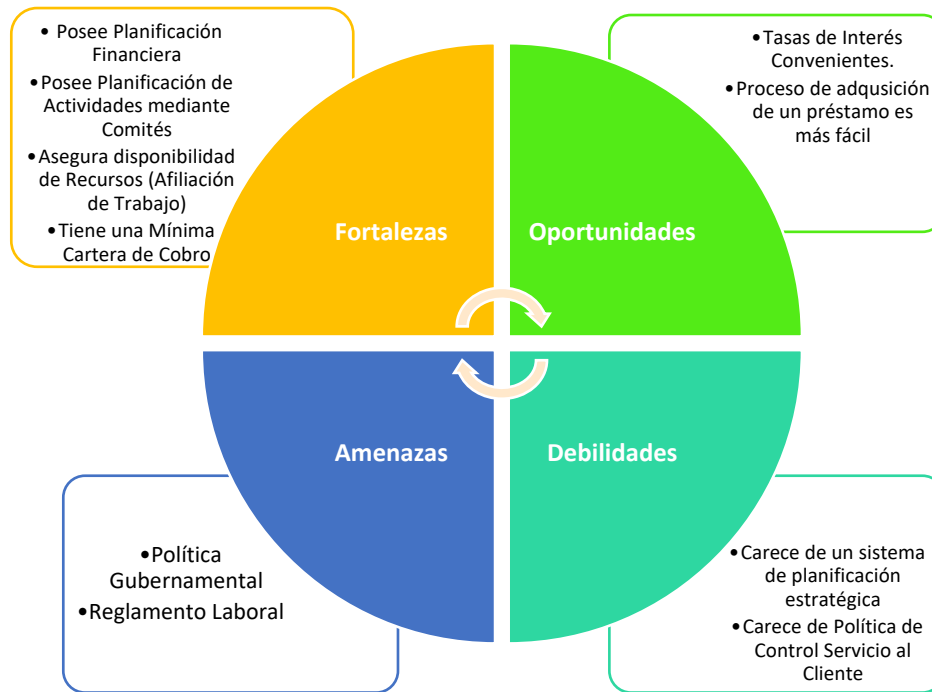 • Posee Planificación
Financiera
•Posee Planificación de
Actividades mediante
Comités
•Asegura disponibilidad
de Recursos (Afiliación
de Trabajo)
•Tiene una Mínima
Cartera de Cobro
•Tasas de Interés
Convenientes.
•Proceso de adqusición
de un préstamo es
más fácil
Fortalezas
Oportunidades
Amenazas
Debilidades
•Política
Gubernamental
•Reglamento Laboral
•Carece de un sistema
de planificación
estratégica
•Carece de Política de
Control Servicio al
Cliente